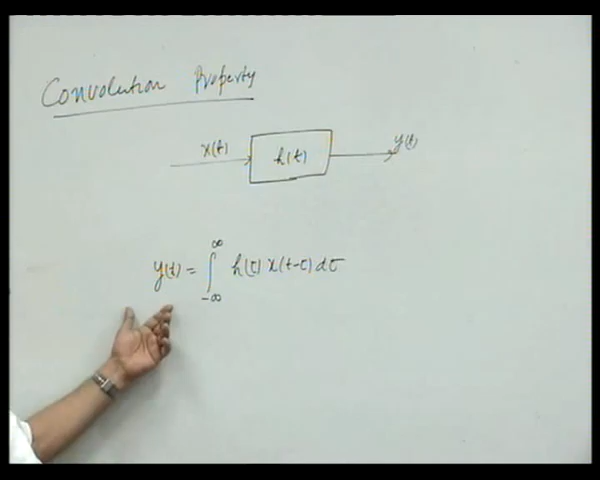 Convolution Property
x(t) h(t) y(t)
y(t) = ∫_{-∞}^{∞} h(τ) x(t-τ) dτ